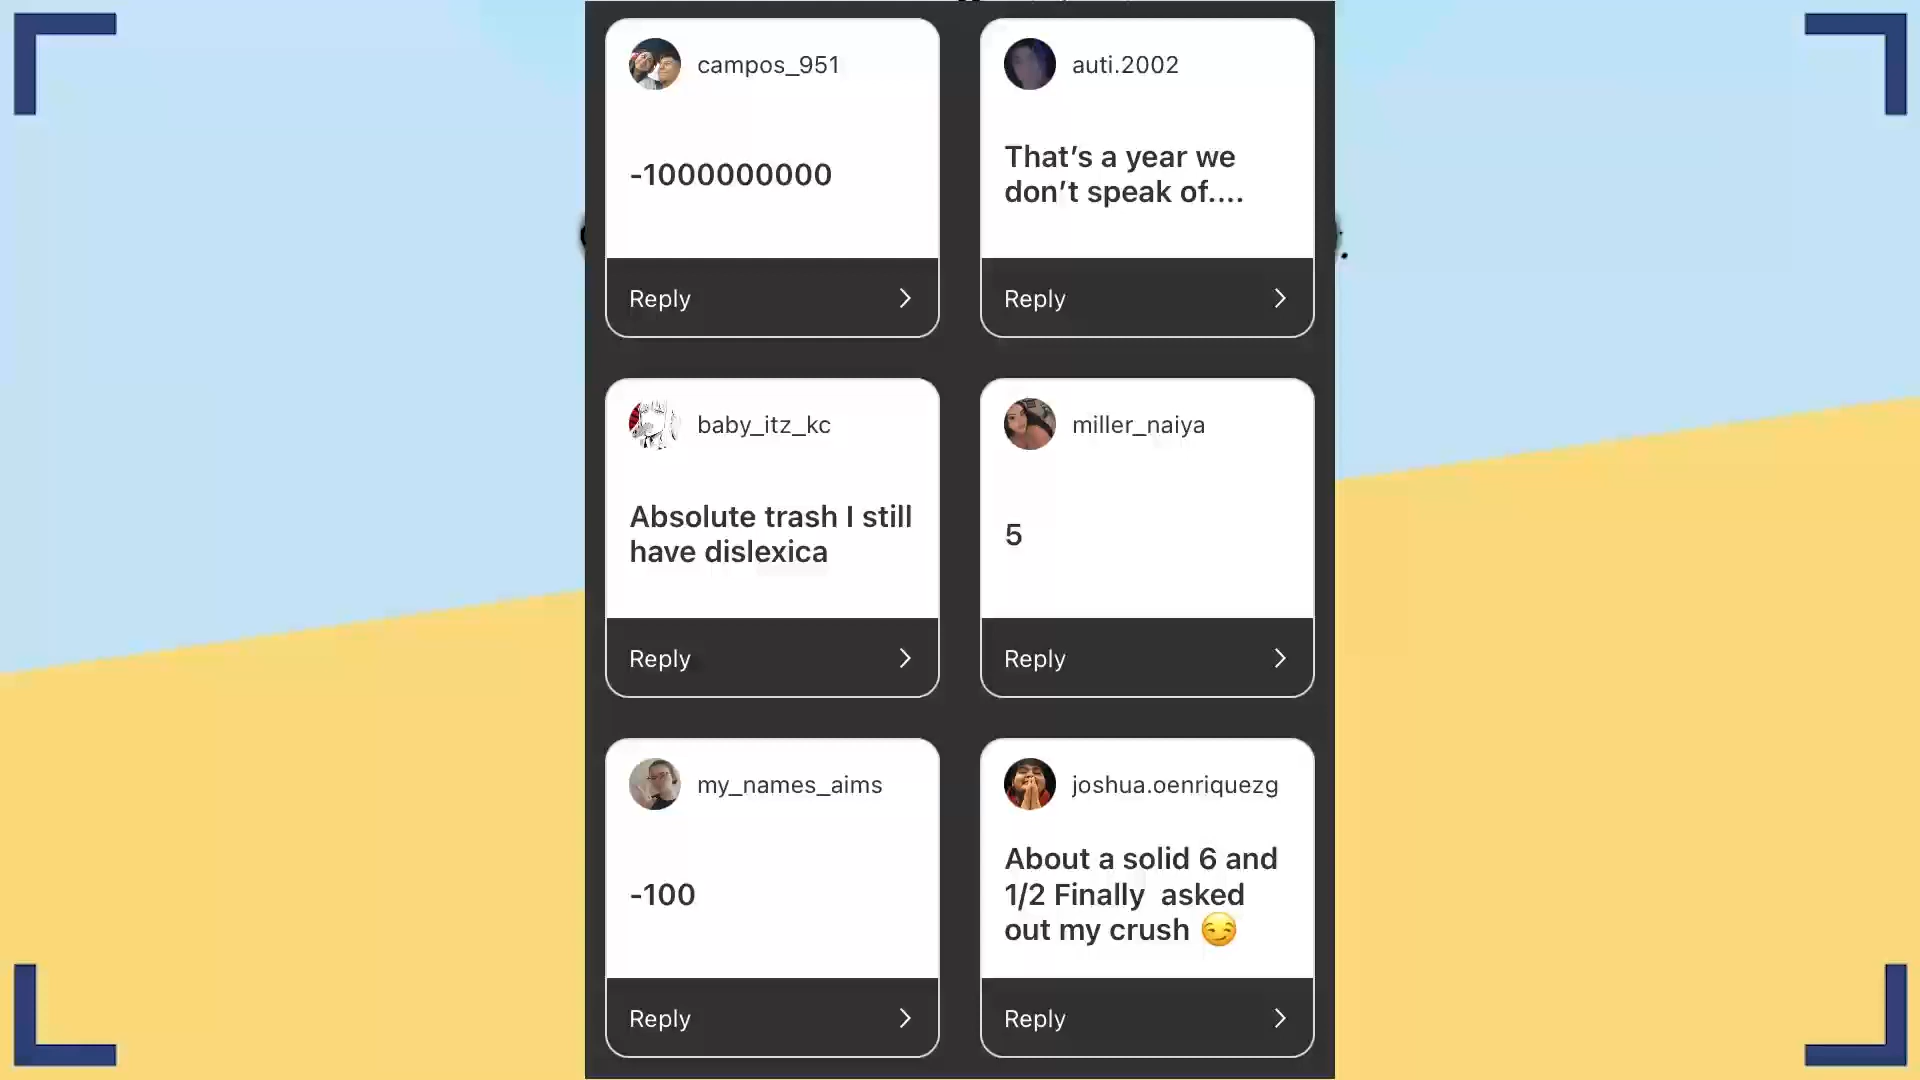 campos_951
-1000000000
Reply
auti.2002
That’s a year we
don’t speak of....
Reply
baby_itz_kc
Absolute trash I still
have dislexica
Reply
miller_naiya
5
Reply
my_names_aims
-100
Reply
joshua.oenriquezg
About a solid 6 and
1/2 Finally  asked
out my crush 😏
Reply